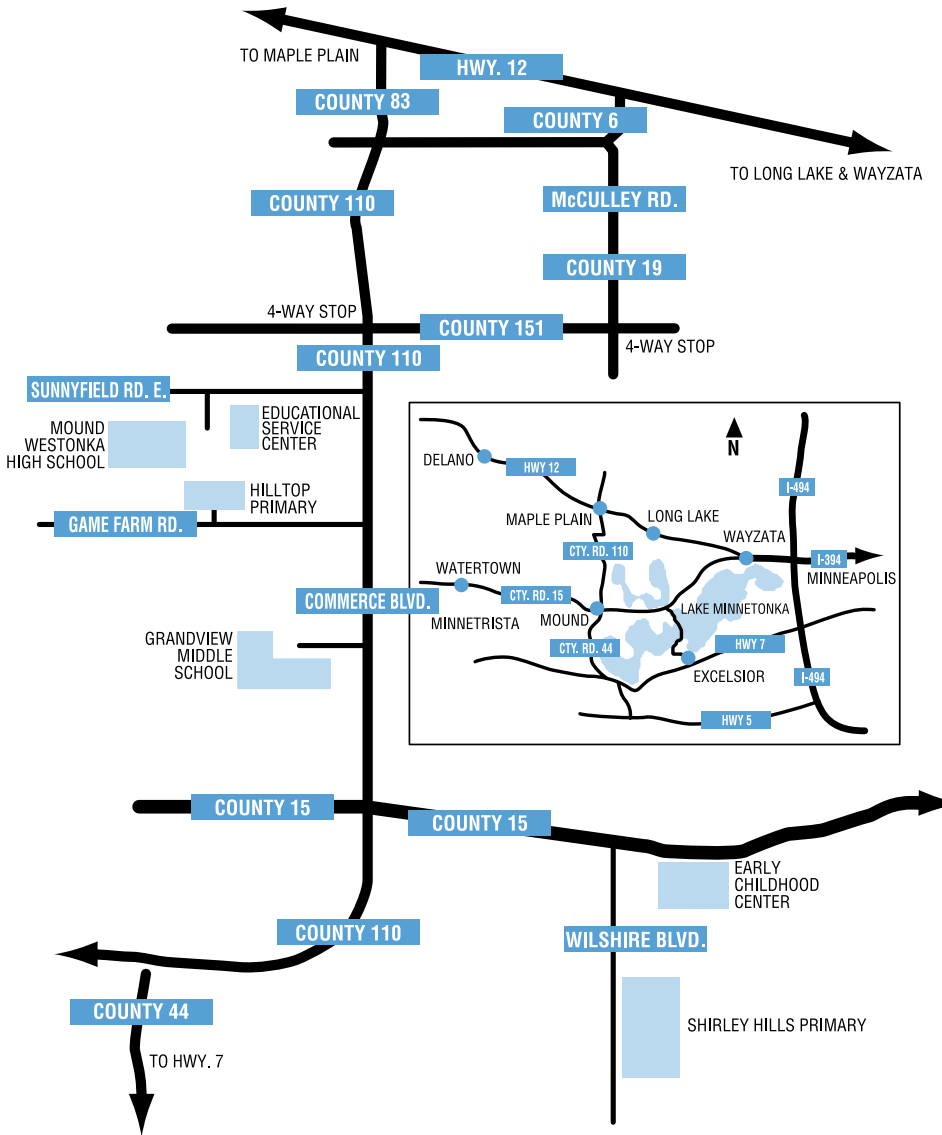 TO MAPLE PLAIN
HWY. 12
COUNTY 83
COUNTY 6
TO LONG LAKE & WAYZATA
COUNTY 110
McCULLEY RD.
COUNTY 19
4-WAY STOP
COUNTY 151
4-WAY STOP
COUNTY 110
SUNNYFIELD RD. E.
MOUND
WESTONKA
HIGH SCHOOL
EDUCATIONAL
SERVICE
CENTER
HILLTOP
PRIMARY
GAME FARM RD.
COMMERCE BLVD.
GRANDVIEW
MIDDLE
SCHOOL
N
DELANO
HWY 12
I-494
MAPLE PLAIN
LONG LAKE
WAYZATA
CTY. RD. 110
I-394
MINNEAPOLIS
WATERTOWN
CTY. RD. 15
MINNETRISTA
MOUND
LAKE MINNETONKA
CTY. RD. 44
HWY 7
EXCELSIOR
I-494
HWY 5
COUNTY 15
COUNTY 15
EARLY
CHILDHOOD
CENTER
COUNTY 110
WILSHIRE BLVD.
COUNTY 44
SHIRLEY HILLS PRIMARY
TO HWY. 7